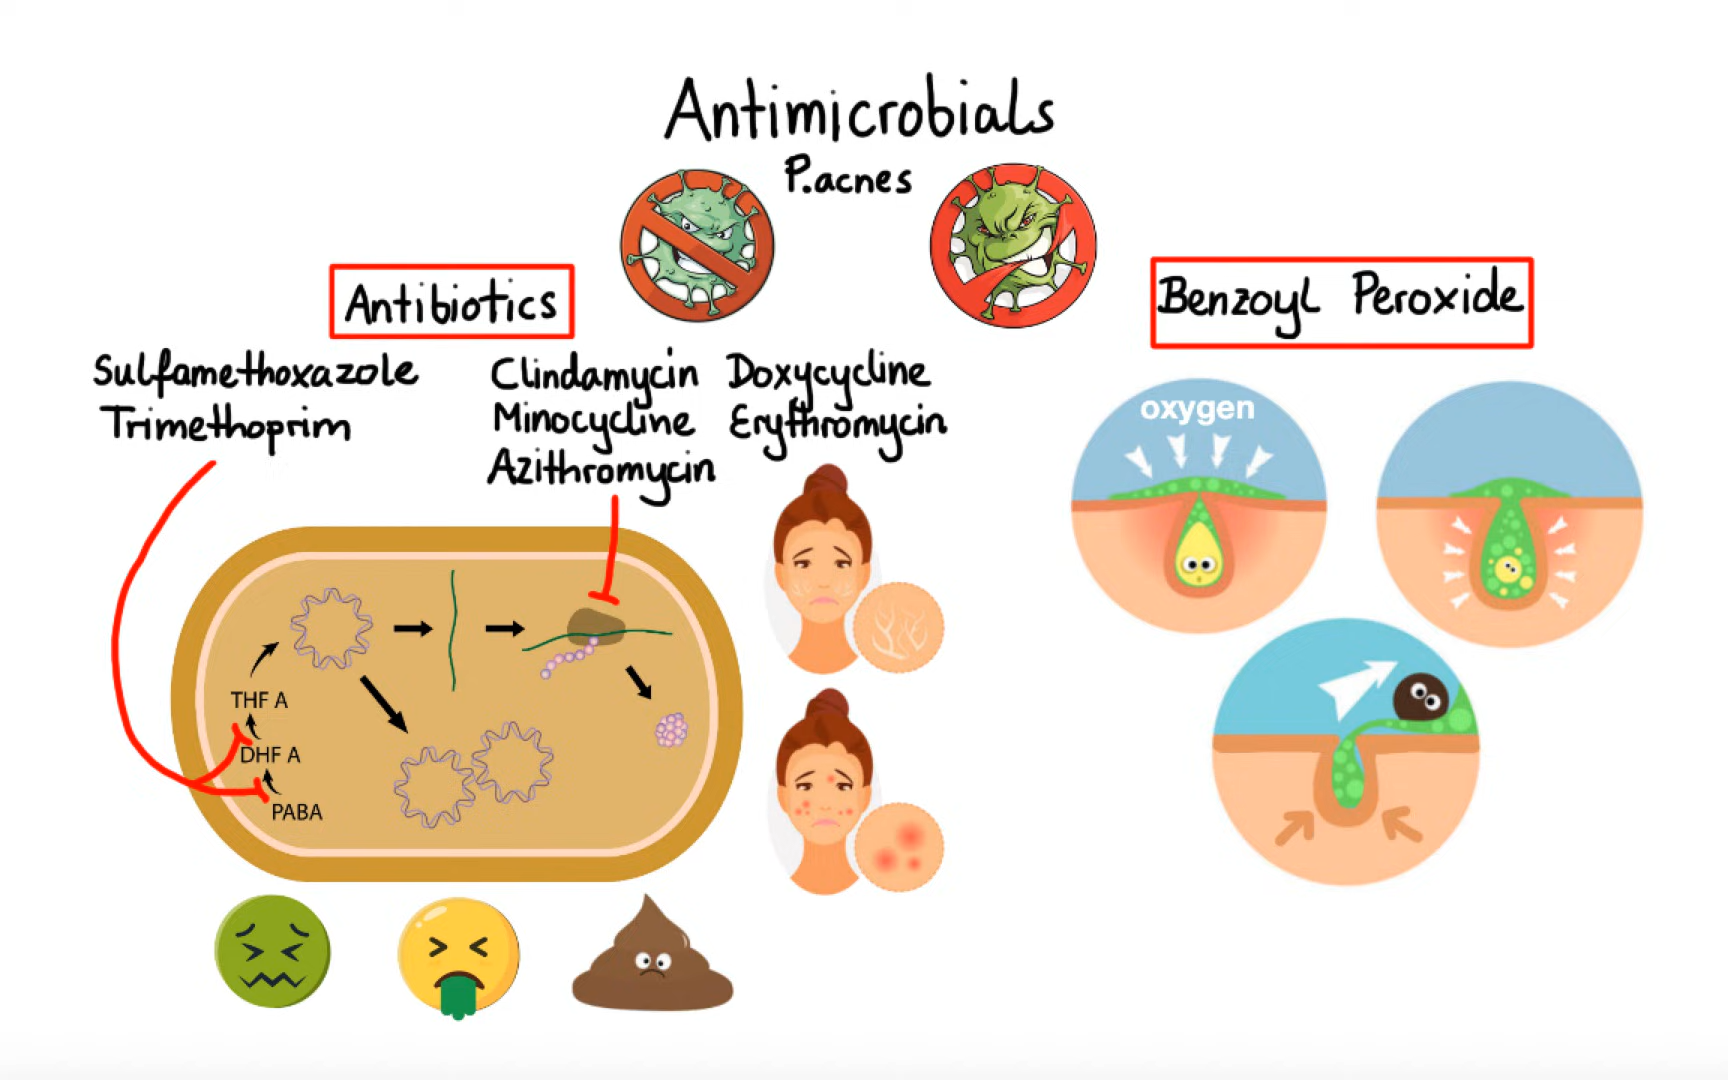 Antimicrobials
P.acnes
Antibiotics
Benzoyl Peroxide
Sulfamethoxazole
Trimethoprim
Clindamycin Doxycycline
Minocycline Erythromycin
Azithromycin
oxygen
THF A
DHF A
PABA